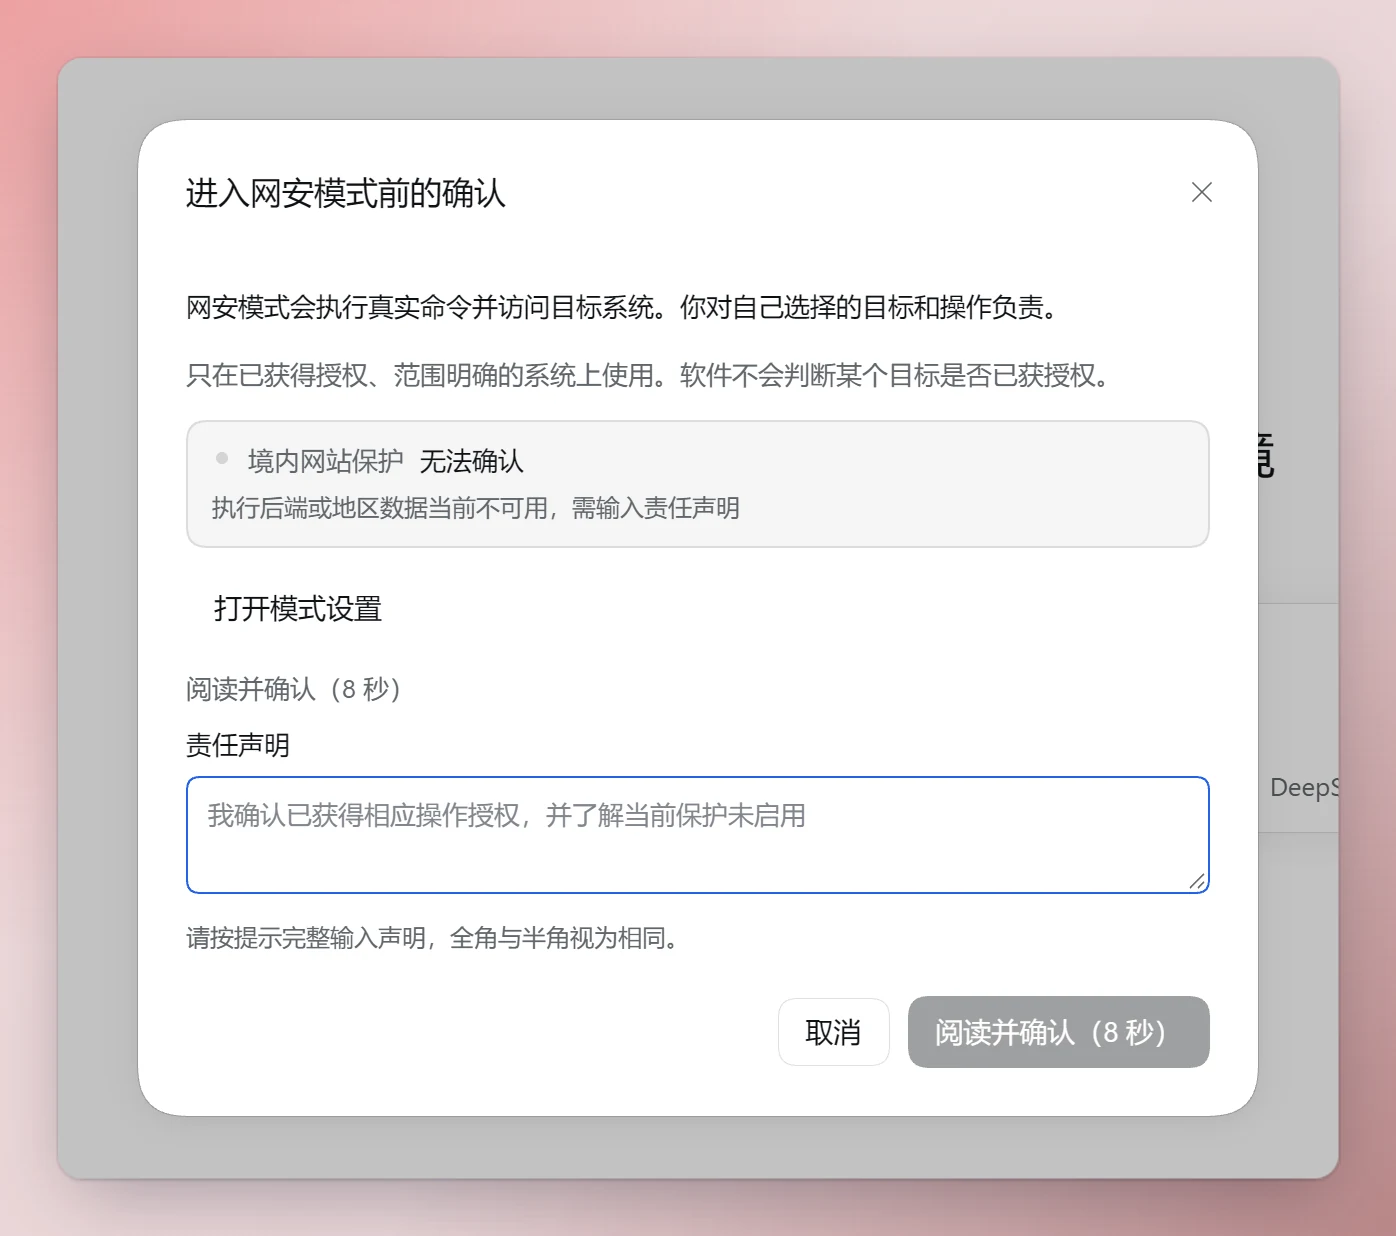 进入网安模式前的确认
网安模式会执行真实命令并访问目标系统。你对自己选择的目标和操作负责。
只在已获得授权、范围明确的系统上使用。软件不会判断某个目标是否已获授权。
境内网站保护 无法确认
执行后端或地区数据当前不可用，需输入责任声明
打开模式设置
阅读并确认（8 秒）
责任声明
我确认已获得相应操作授权，并了解当前保护未启用
请按提示完整输入声明，全角与半角视为相同。
取消
阅读并确认（8 秒）